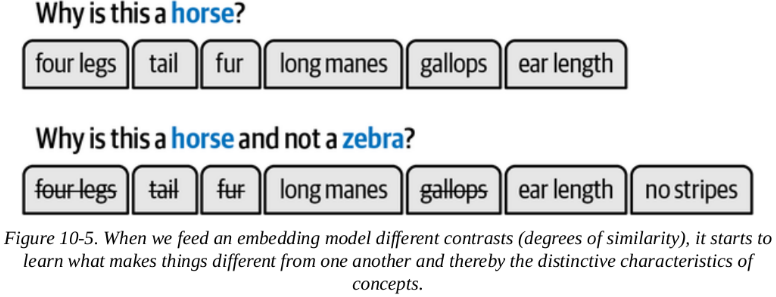 Why is this a horse?
four legs tail fur long manes gallops ear length
Why is this a horse and not a zebra?
four legs tail fur long manes gallops ear length no stripes
Figure 10-5. When we feed an embedding model different contrasts (degrees of similarity), it starts to
learn what makes things different from one another and thereby the distinctive characteristics of
concepts.